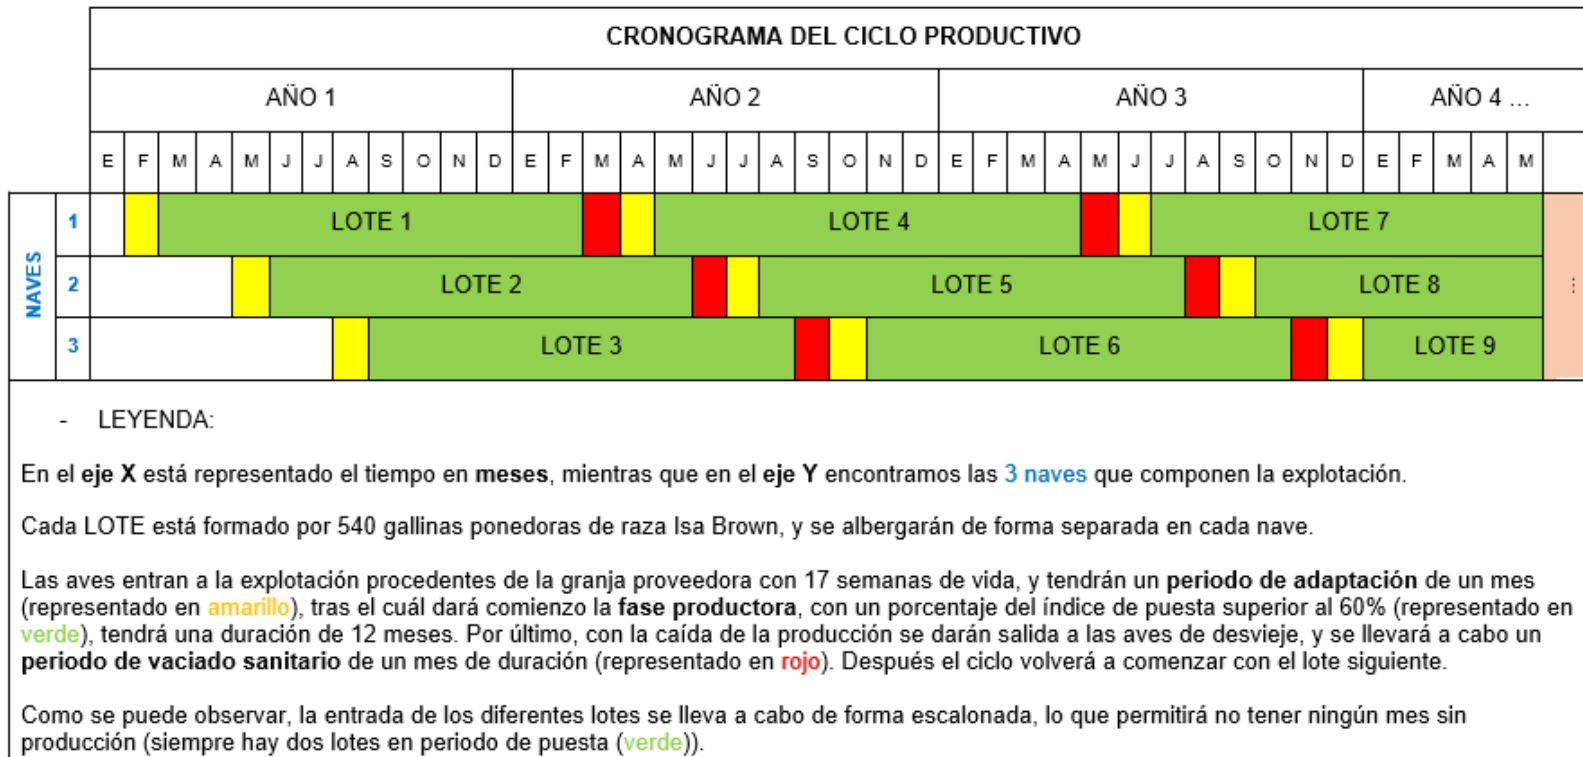 CRONOGRAMA DEL CICLO PRODUCTIVO
AÑO 1 AÑO 2 AÑO 3 AÑO 4 ...
E F M A M J J A S O N D E F M A M J J A S O N D E F M A M J J A S O N D E F M A M
NAVES
1 LOTE 1 LOTE 4 LOTE 7
2 LOTE 2 LOTE 5 LOTE 8 ...
3 LOTE 3 LOTE 6 LOTE 9
- LEYENDA:
En el eje X está representado el tiempo en meses, mientras que en el eje Y encontramos las 3 naves que componen la explotación.
Cada LOTE está formado por 540 gallinas ponedoras de raza Isa Brown, y se albergarán de forma separada en cada nave.
Las aves entran a la explotación procedentes de la granja proveedora con 17 semanas de vida, y tendrán un periodo de adaptación de un mes
(representado en amarillo), tras el cuál dará comienzo la fase productora, con un porcentaje del índice de puesta superior al 60% (representado en
verde), tendrá una duración de 12 meses. Por último, con la caída de la producción se darán salida a las aves de desvieje, y se llevará a cabo un
periodo de vaciado sanitario de un mes de duración (representado en rojo). Después el ciclo volverá a comenzar con el lote siguiente.
Como se puede observar, la entrada de los diferentes lotes se lleva a cabo de forma escalonada, lo que permitirá no tener ningún mes sin
producción (siempre hay dos lotes en periodo de puesta (verde)).